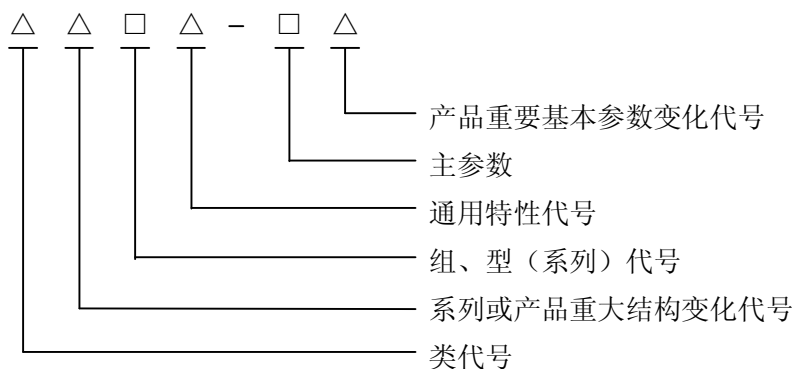 △ △ □ △ - □ △
产品重要基本参数变化代号
主参数
通用特性代号
组、型（系列）代号
系列或产品重大结构变化代号
类代号